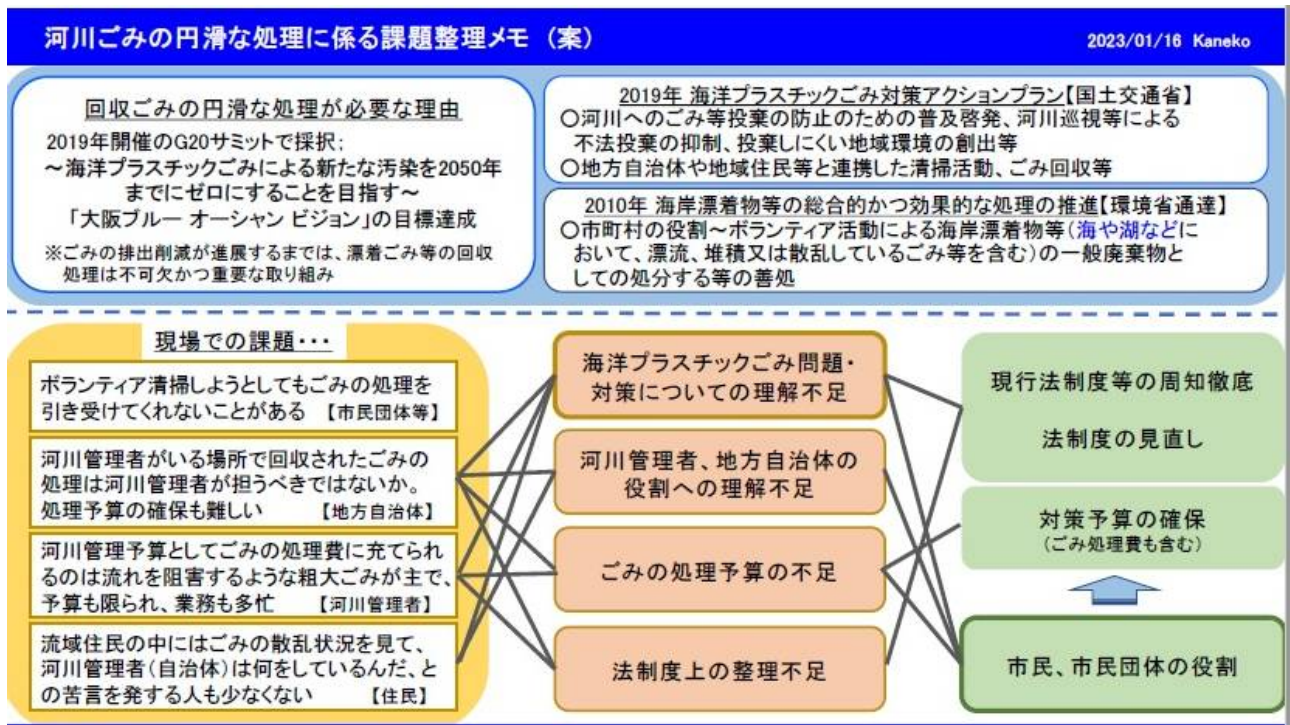 河川ごみの円滑な処理に係る課題整理メモ (案)
2023/01/16 Kaneko
回収ごみの円滑な処理が必要な理由
2019年開催のG20サミットで採択:
～海洋プラスチックごみによる新たな汚染を2050年
までにゼロにすることを目指す～
「大阪ブルー オーシャン ビジョン」の目標達成
※ごみの排出削減が進展するまでは、漂着ごみ等の回収
処理は不可欠かつ重要な取り組み
2019年 海洋プラスチックごみ対策アクションプラン【国土交通省】
○河川へのごみ等投棄の防止のための普及啓発、河川巡視等による
不法投棄の抑制、投棄しにくい地域環境の創出等
○地方自治体や地域住民等と連携した清掃活動、ごみ回収等
2010年 海岸漂着物等の総合的かつ効果的な処理の推進【環境省通達】
○市町村の役割～ボランティア活動による海岸漂着物等(海や湖などに
おいて、漂流、堆積又は散乱しているごみ等を含む)の一般廃棄物と
しての処分する等の善処
現場での課題・・・
ボランティア清掃しようとしてもごみの処理を
引き受けてくれないことがある 【市民団体等】
河川管理者がいる場所で回収されたごみの
処理は河川管理者が担うべきではないか。
処理予算の確保も難しい 【地方自治体】
河川管理予算としてごみの処理費に充てられ
るのは流れを阻害するような粗大ごみが主で、
予算も限られ、業務も多忙 【河川管理者】
流域住民の中にはごみの散乱状況を見て、
河川管理者(自治体)は何をしているんだ、と
の苦言を発する人も少なくない 【住民】
海洋プラスチックごみ問題・
対策についての理解不足
河川管理者、地方自治体の
役割への理解不足
ごみの処理予算の不足
法制度上の整理不足
現行法制度等の周知徹底
法制度の見直し
対策予算の確保
(ごみ処理費も含む)
市民、市民団体の役割